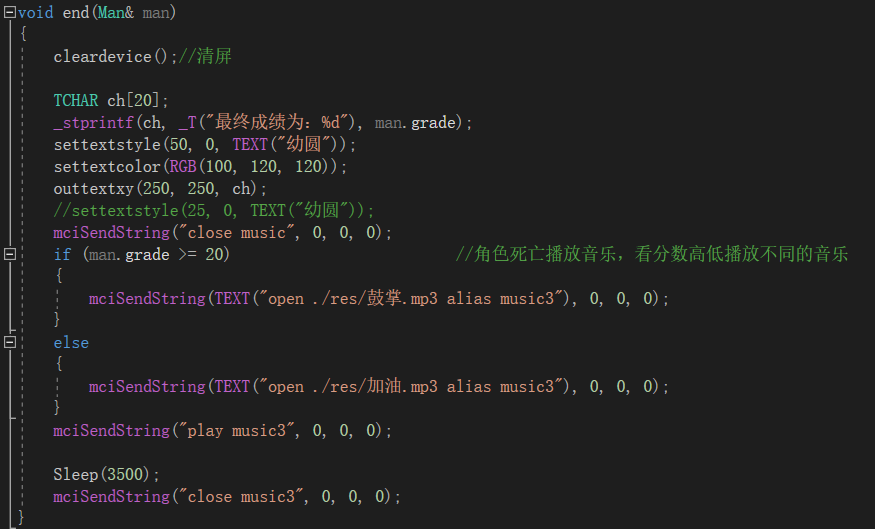 void end(Man& man)
{
cleardevice();//清屏
TCHAR ch[20];
_stprintf(ch, _T("最终成绩为: %d"), man.grade);
settextstyle(50, 0, TEXT("幼圆"));
settextcolor(RGB(100, 120, 120));
outtextxy(250, 250, ch);
//settextstyle(25, 0, TEXT("幼圆"));
mciSendString("close music", 0, 0, 0);
if (man.grade >= 20) //角色死亡播放音乐，看分数高低播放不同的音乐
{
mciSendString(TEXT("open ./res/鼓掌.mp3 alias music3"), 0, 0, 0);
}
else
{
mciSendString(TEXT("open ./res/加油.mp3 alias music3"), 0, 0, 0);
}
mciSendString("play music3", 0, 0, 0);
Sleep(3500);
mciSendString("close music3", 0, 0, 0);
}